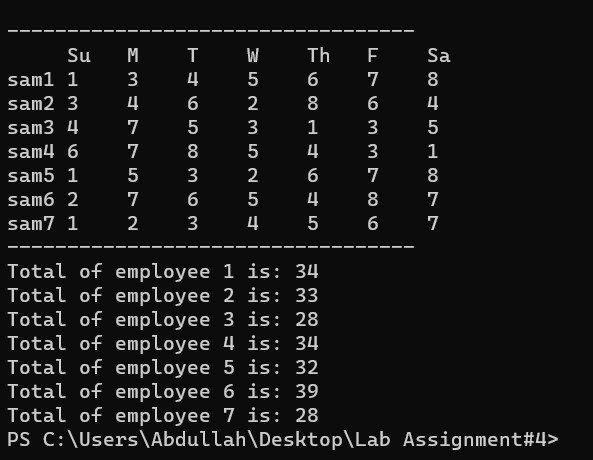 ----------------------------------
     Su   M    T    W    Th   F    Sa
sam1 1    3    4    5    6    7    8
sam2 3    4    6    2    8    6    4
sam3 4    7    5    3    1    3    5
sam4 6    7    8    5    4    3    1
sam5 1    5    3    2    6    7    8
sam6 2    7    6    5    4    8    7
sam7 1    2    3    4    5    6    7
----------------------------------
Total of employee 1 is: 34
Total of employee 2 is: 33
Total of employee 3 is: 28
Total of employee 4 is: 34
Total of employee 5 is: 32
Total of employee 6 is: 39
Total of employee 7 is: 28
PS C:\Users\Abdullah\Desktop\Lab Assignment#4>